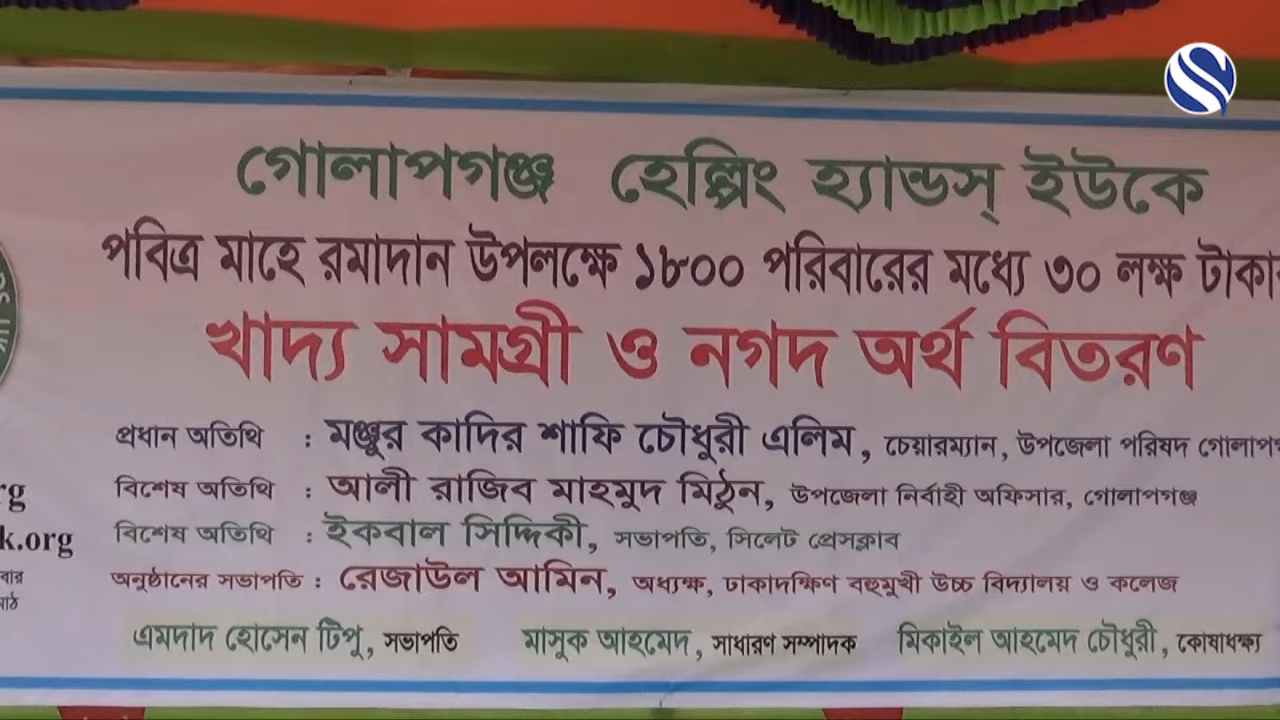 গোলাপগঞ্জ হেল্পিং হ্যান্ডস্ ইউকে
পবিত্র মাহে রমাদান উপলক্ষে ১৮০০ পরিবারের মধ্যে ৩০ লক্ষ টাকার
খাদ্য সামগ্রী ও নগদ অর্থ বিতরণ
প্রধান অতিথি : মঞ্জুর কাদির শাফি চৌধুরী এলিম, চেয়ারম্যান, উপজেলা পরিষদ
বিশেষ অতিথি : আলী রাজিব মাহমুদ মিঠুন, উপজেলা নির্বাহী অফিসার, গোলাপগঞ্জ
বিশেষ অতিথি : ইকবাল সিদ্দিকী, সভাপতি, সিলেট প্রেসক্লাব
অনুষ্ঠানের সভাপতি : রেজাউল আমিন, অধ্যক্ষ, ঢাকাদক্ষিণ বহুমুখী উচ্চ বিদ্যালয় ও কলেজ
এমদাদ হোসেন টিপু, সভাপতি মাসুক আহমেদ, সাধারণ সম্পাদক মিকাইল আহমেদ চৌধুরী, কোষাধক্ষ্য
rg
k.org